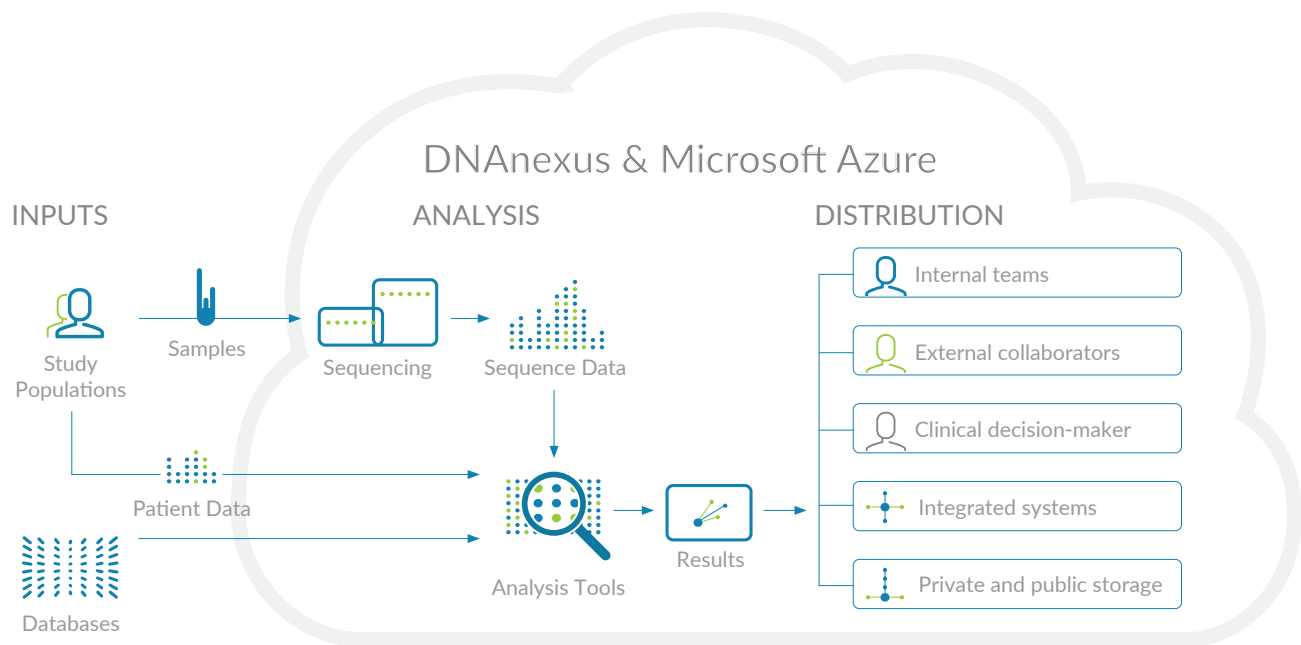 DNAnexus & Microsoft Azure
INPUTS
ANALYSIS
DISTRIBUTION
Study
Populations
Samples
Sequencing
Sequence Data
Patient Data
Databases
Analysis Tools
Results
Internal teams
External collaborators
Clinical decision-maker
Integrated systems
Private and public storage